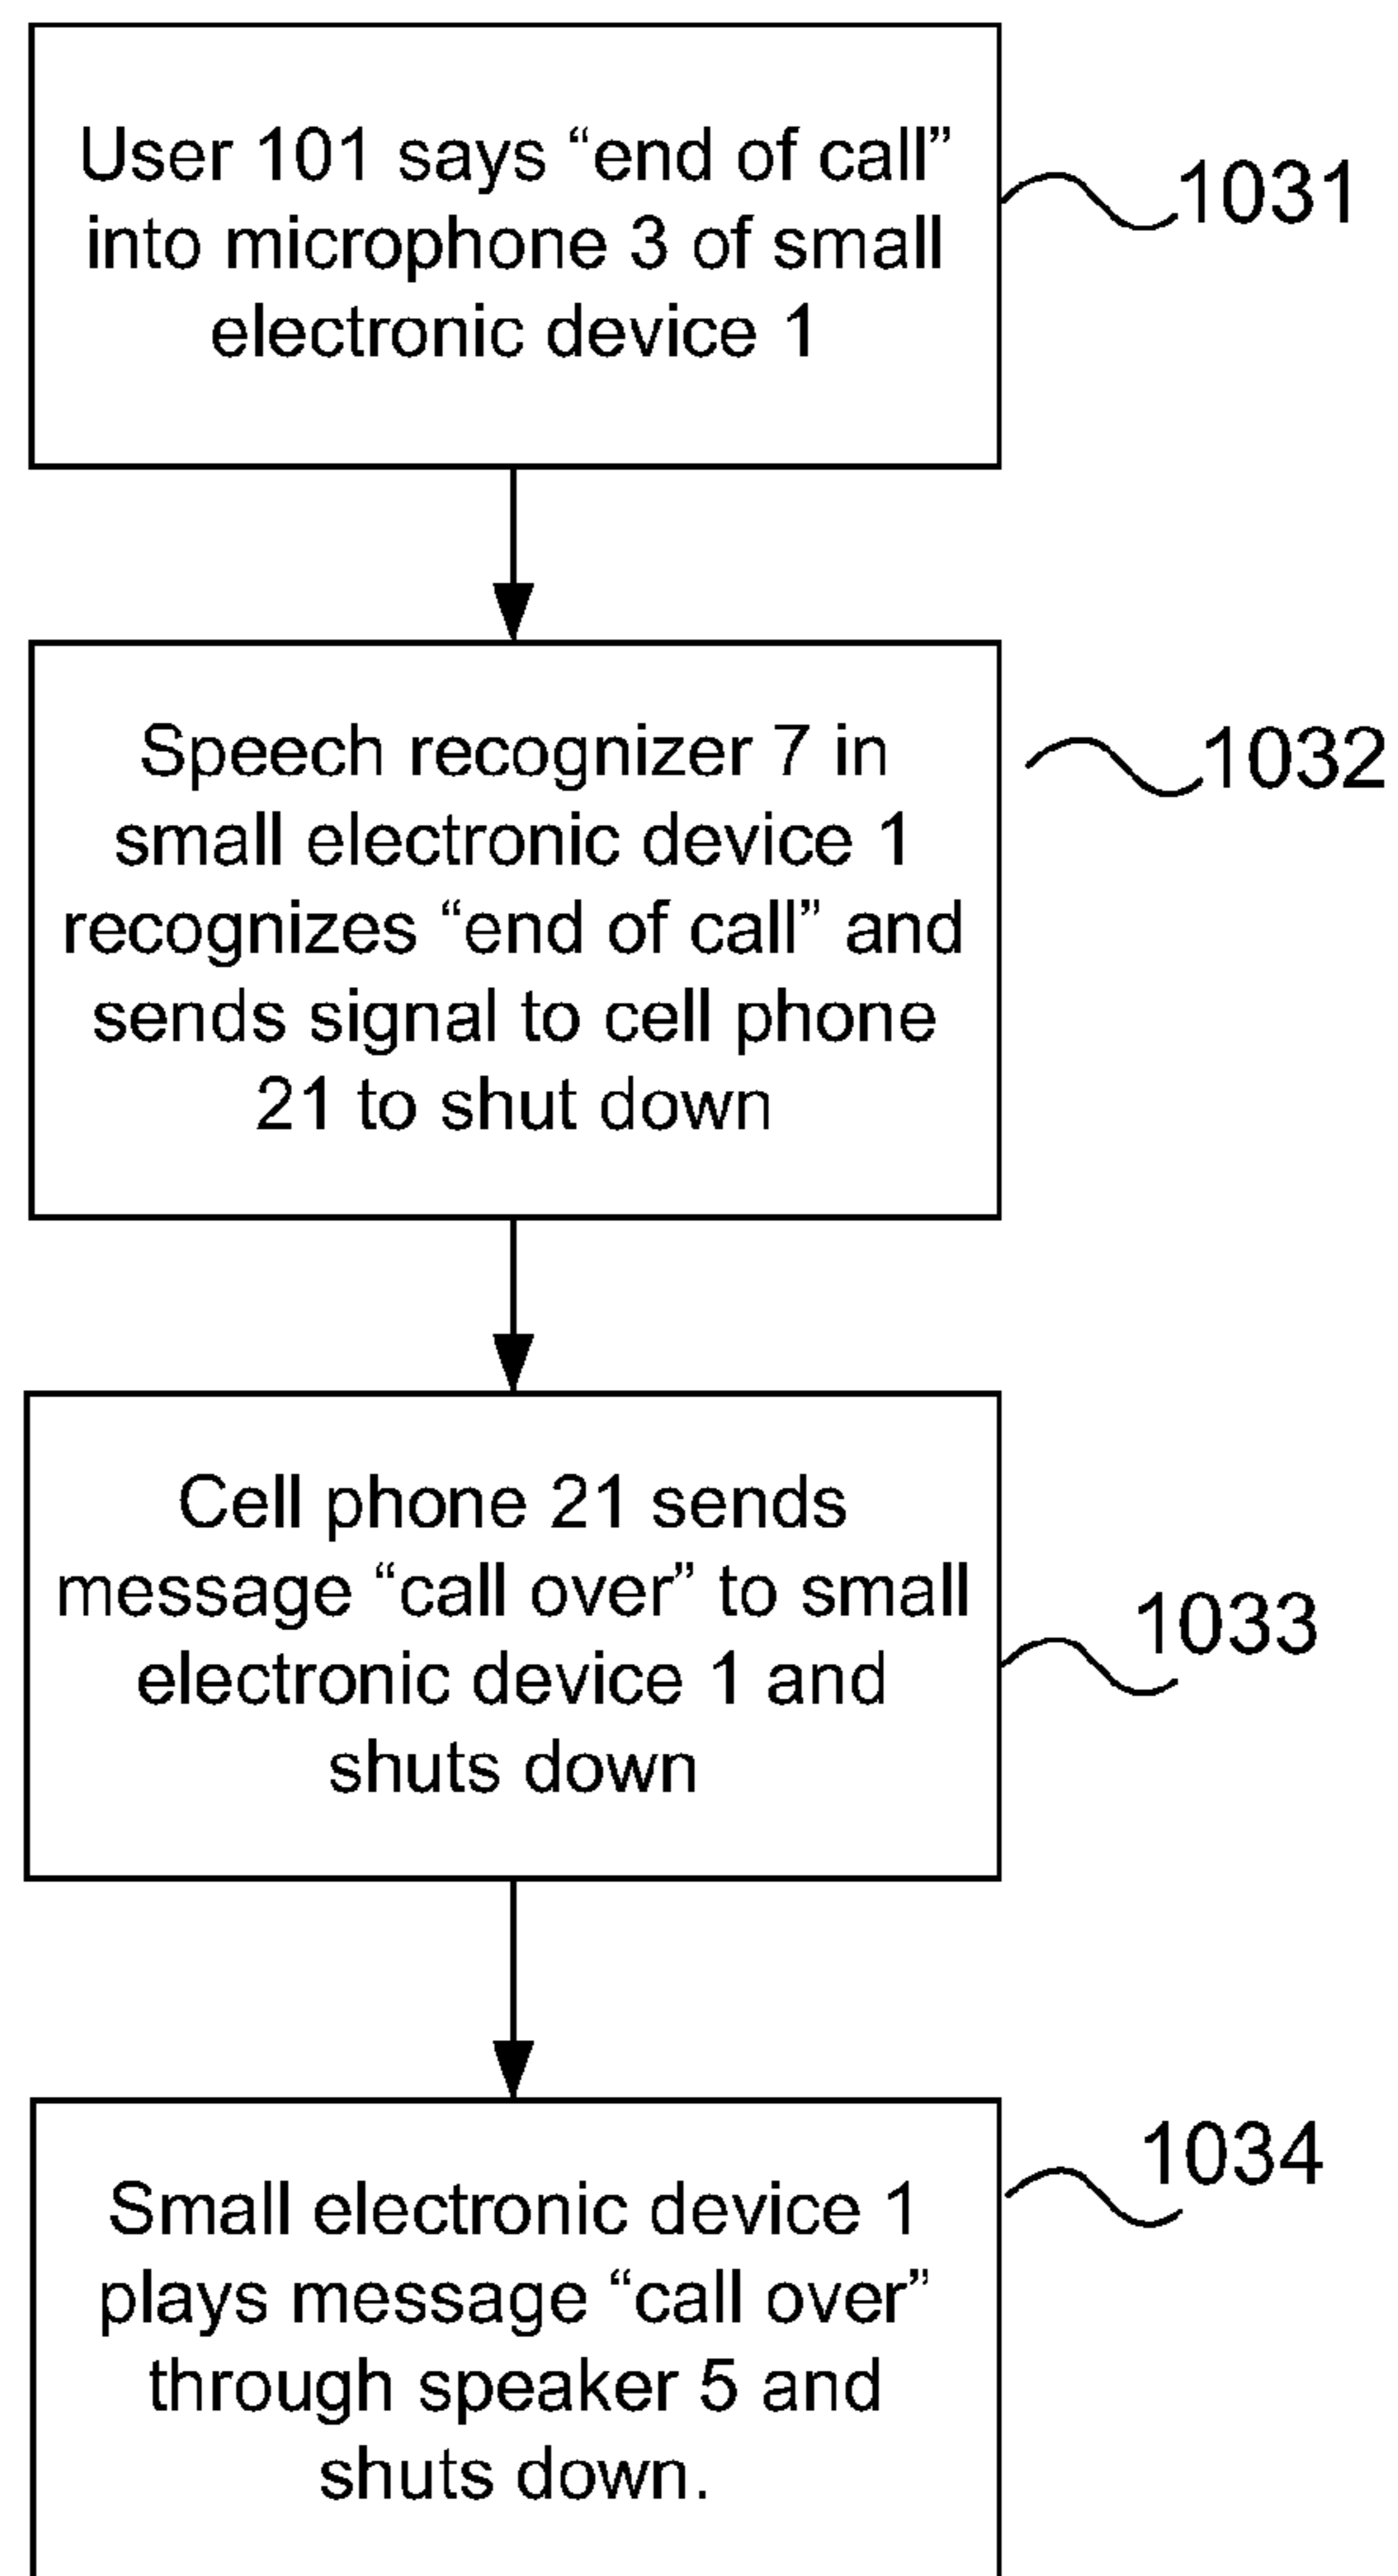 User 101 says “end of call”
into microphone 3 of small
electronic device 1
1031
Speech recognizer 7 in
small electronic device 1
recognizes “end of call” and
sends signal to cell phone
21 to shut down
1032
Cell phone 21 sends
message “call over” to small
electronic device 1 and
shuts down
1033
Small electronic device 1
plays message “call over”
through speaker 5 and
shuts down.
1034